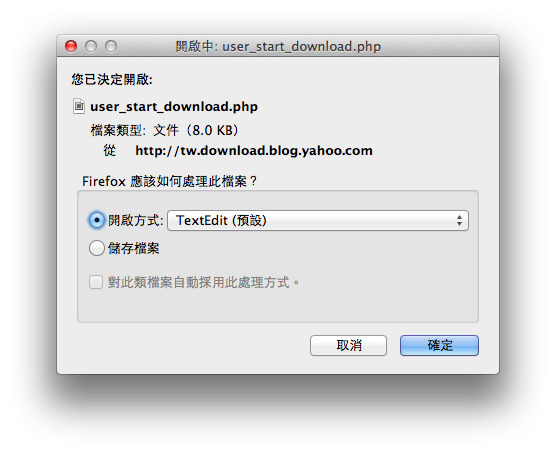 開啟中: user_start_download.php
您已決定開啟:
user_start_download.php
檔案類型: 文件 (8.0 KB)
從 http://tw.download.blog.yahoo.com
Firefox 應該如何處理此檔案？
開啟方式: TextEdit (預設)
儲存檔案
對此類檔案自動採用此處理方式。
取消 確定